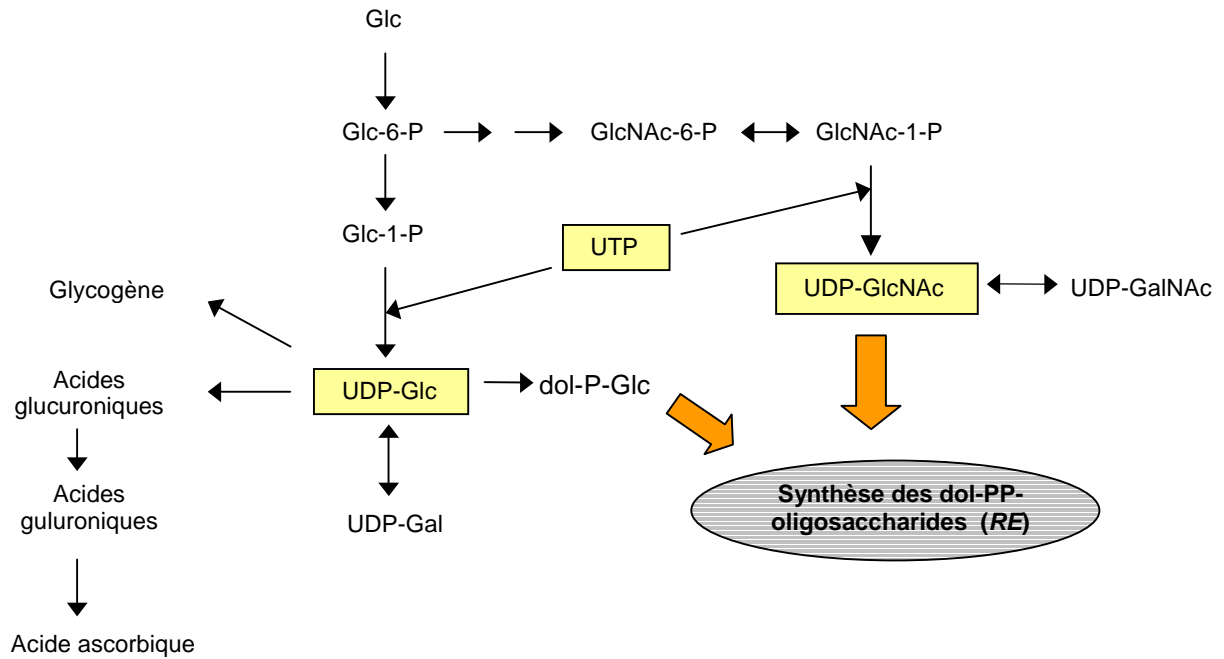 Glc
Glc-6-P
GlcNAc-6-P
GlcNAc-1-P
Glc-1-P
UTP
Glycogène
UDP-GlcNAc
UDP-GalNAc
Acides
glucuroniques
UDP-Glc
dol-P-Glc
Acides
guluroniques
UDP-Gal
Synthèse des dol-PP-
oligosaccharides (RE)
Acide ascorbique